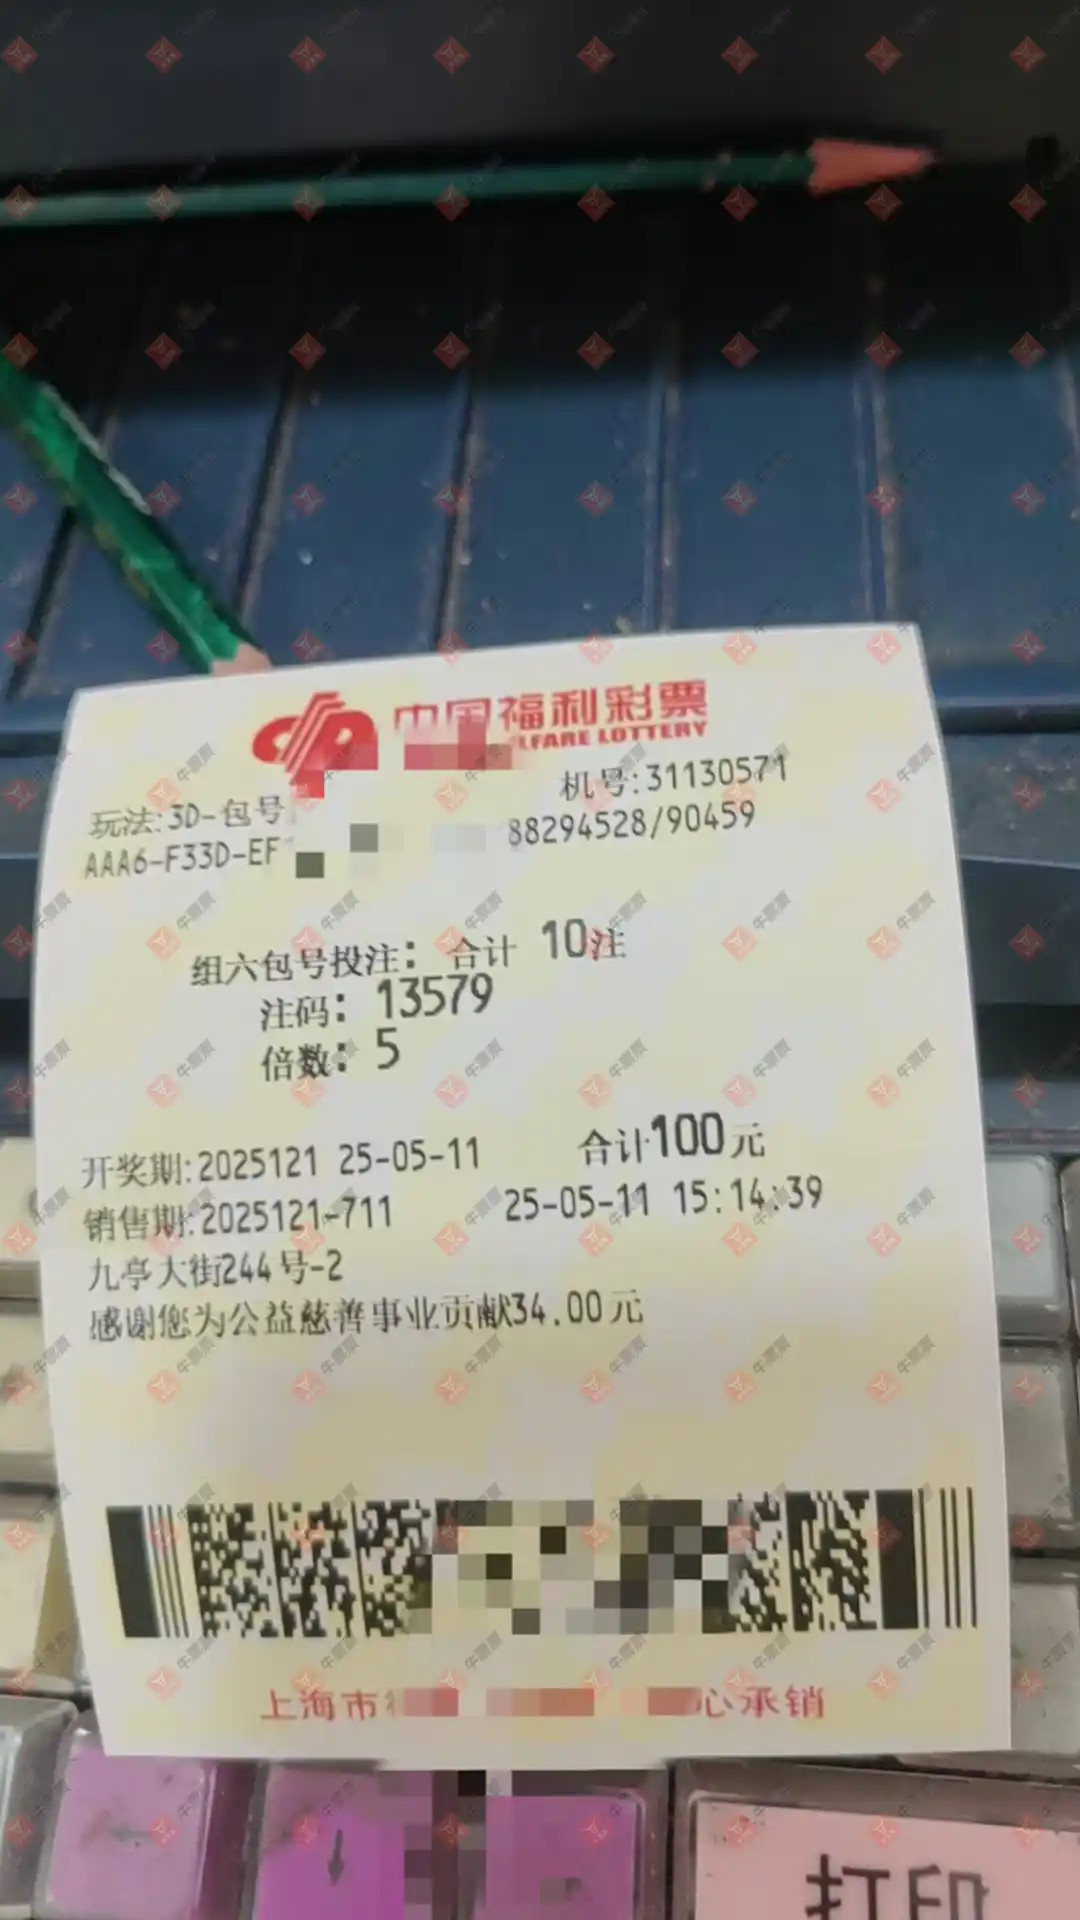 中国福利彩票
LFARE LOTTERY
机号:31130571
玩法:3D-包号
88294528/90459
AAA6-F33D-EF
组六包号投注: 合计 10注
注码: 13579
倍数: 5
开奖期:2025121 25-05-11 合计100元
销售期:2025121-711 25-05-11 15:14:39
九亭大街244号-2
感谢您为公益慈善事业贡献34.00元
上海市 心承销
打印
牛票票